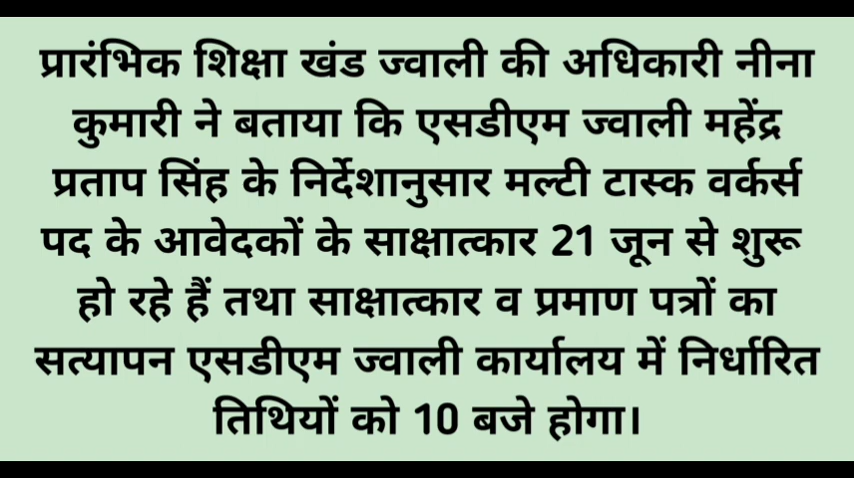 प्रारंभिक शिक्षा खंड ज्वाली की अधिकारी नीना
कुमारी ने बताया कि एसडीएम ज्वाली महेंद्र
प्रताप सिंह के निर्देशानुसार मल्टी टास्क वर्कर्स
पद के आवेदकों के साक्षात्कार 21 जून से शुरू
हो रहे हैं तथा साक्षात्कार व प्रमाण पत्रों का
सत्यापन एसडीएम ज्वाली कार्यालय में निर्धारित
तिथियों को 10 बजे होगा।